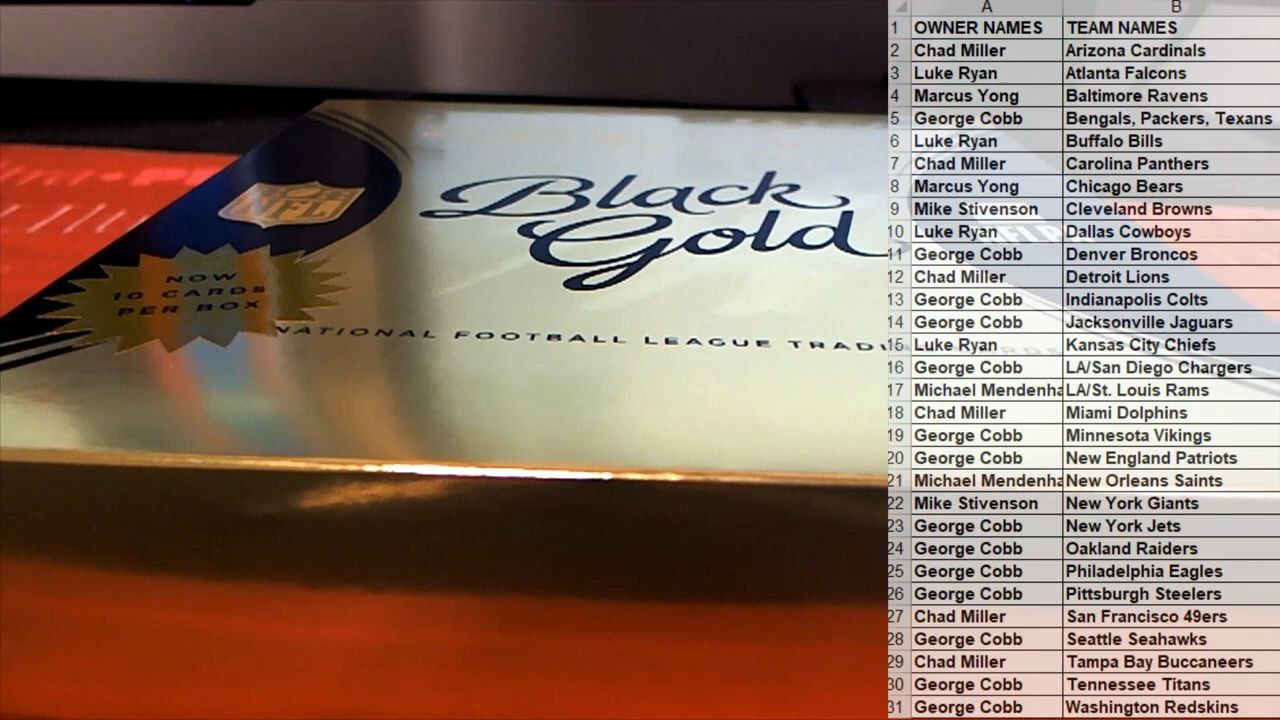 NFL
Black
Gold
NOW
10 CARDS
PER BOX
NATIONAL FOOTBALL LEAGUE
A B
1 OWNER NAMES TEAM NAMES
2 Chad Miller Arizona Cardinals
3 Luke Ryan Atlanta Falcons
4 Marcus Yong Baltimore Ravens
5 George Cobb Bengals, Packers, Texans
6 Luke Ryan Buffalo Bills
7 Chad Miller Carolina Panthers
8 Marcus Yong Chicago Bears
9 Mike Stivenson Cleveland Browns
10 Luke Ryan Dallas Cowboys
11 George Cobb Denver Broncos
12 Chad Miller Detroit Lions
13 George Cobb Indianapolis Colts
14 George Cobb Jacksonville Jaguars
15 Luke Ryan Kansas City Chiefs
16 George Cobb LA/San Diego Chargers
17 Michael Mendenha LA/St. Louis Rams
18 Chad Miller Miami Dolphins
19 George Cobb Minnesota Vikings
20 George Cobb New England Patriots
21 Michael Mendenha New Orleans Saints
22 Mike Stivenson New York Giants
23 George Cobb New York Jets
24 George Cobb Oakland Raiders
25 George Cobb Philadelphia Eagles
26 George Cobb Pittsburgh Steelers
27 Chad Miller San Francisco 49ers
28 George Cobb Seattle Seahawks
29 Chad Miller Tampa Bay Buccaneers
30 George Cobb Tennessee Titans
31 George Cobb Washington Redskins